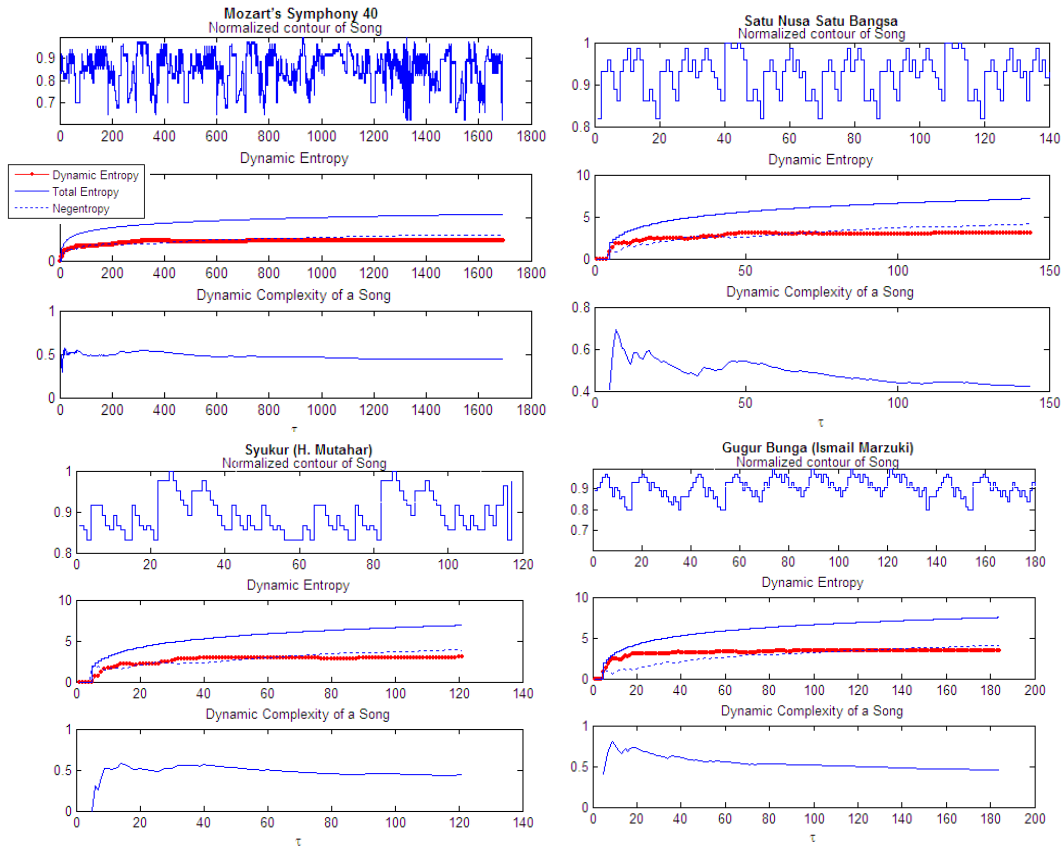 Mozart's Symphony 40
Normalized contour of Song
0.9
0.8
0.7
0 200 400 600 800 1000 1200 1400 1600 1800
Dynamic Entropy
Dynamic Entropy
Total Entropy
Negentropy
0
0 200 400 600 800 1000 1200 1400 1600 1800
Dynamic Complexity of a Song
1
0.5
0
0 200 400 600 800 1000 1200 1400 1600 1800
τ
Satu Nusa Satu Bangsa
Normalized contour of Song
1
0.9
0.8
0 20 40 60 80 100 120 140
Dynamic Entropy
10
5
0
0 50 100 150
Dynamic Complexity of a Song
0.8
0.6
0.4
0 50 100 150
τ
Syukur (H. Mutahar)
Normalized contour of Song
1
0.9
0.8
0 20 40 60 80 100 120
Dynamic Entropy
10
5
0
0 20 40 60 80 100 120 140
Dynamic Complexity of a Song
1
0.5
0
0 20 40 60 80 100 120 140
τ
Gugur Bunga (Ismail Marzuki)
Normalized contour of Song
0.9
0.8
0.7
0 20 40 60 80 100 120 140 160 180
Dynamic Entropy
10
5
0
0 20 40 60 80 100 120 140 160 180 200
Dynamic Complexity of a Song
1
0.5
0
0 20 40 60 80 100 120 140 160 180 200
τ